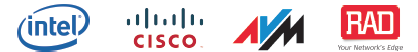 intel
CISCO
AVM
RAD
Your Network's Edge